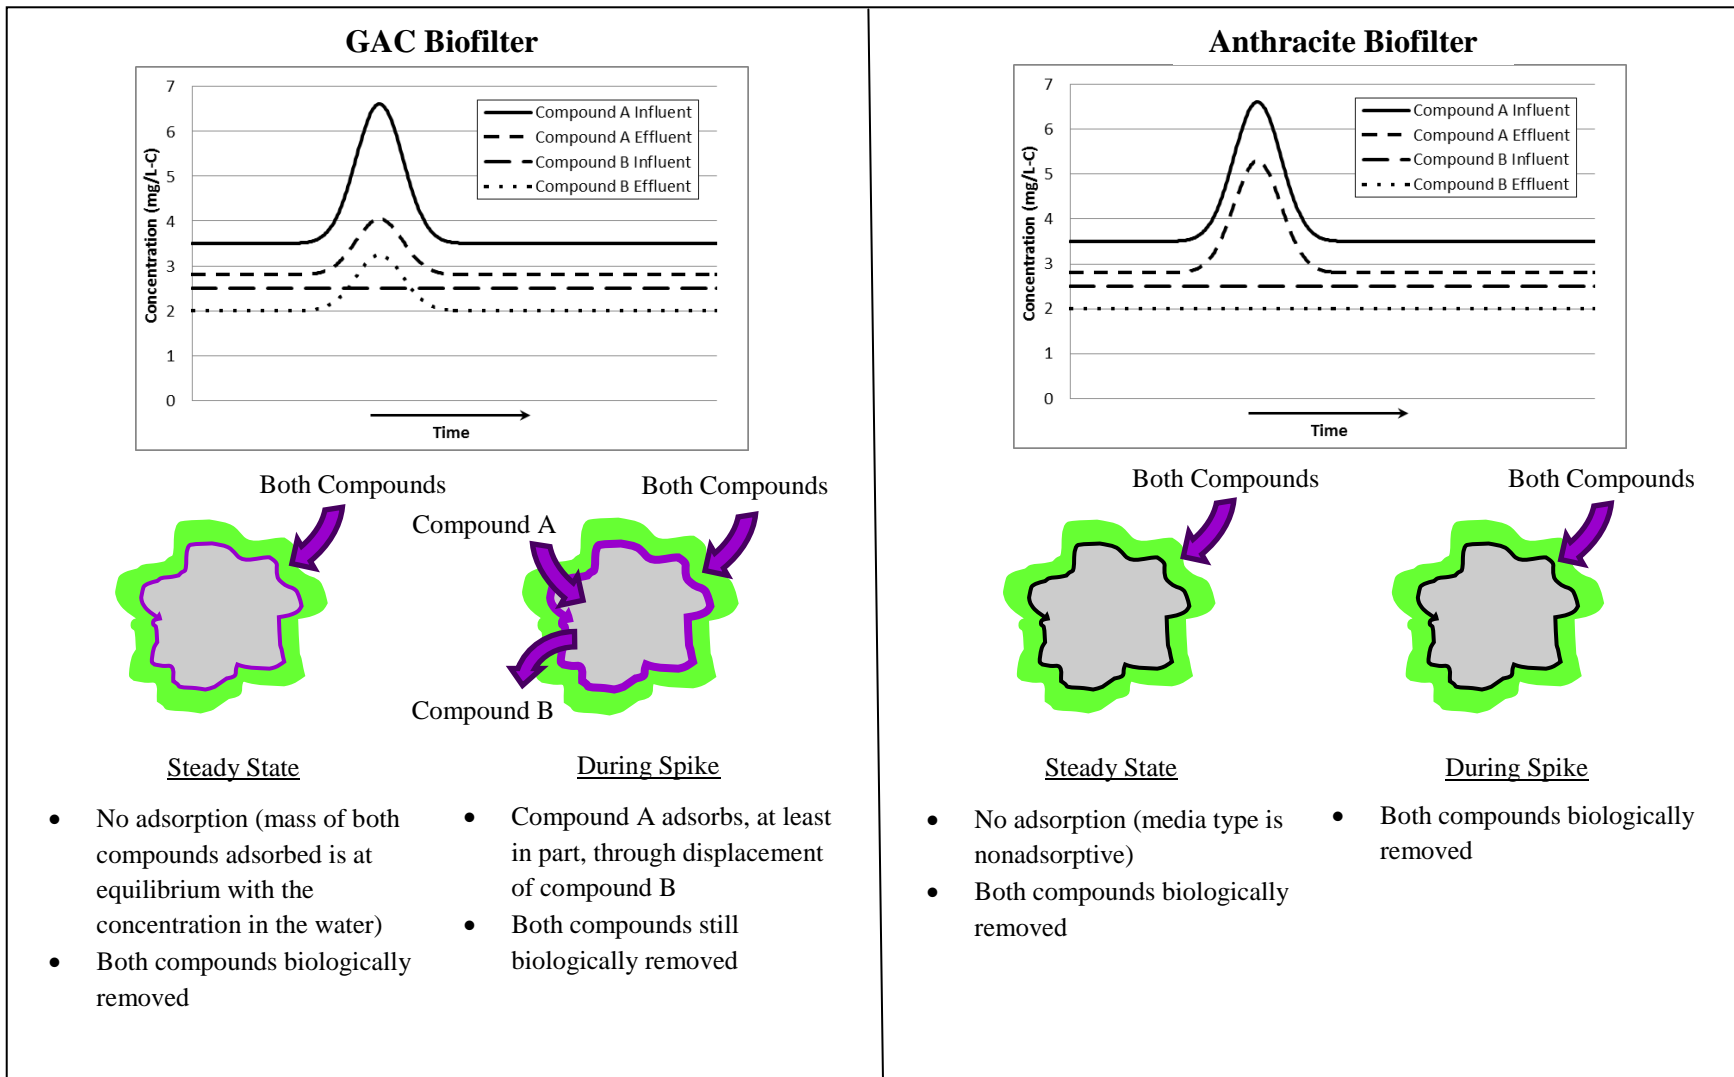 GAC Biofilter
7
6
5
4
3
2
1
0
Concentration (mg/L-C)
Compound A Influent
Compound A Effluent
Compound B Influent
Compound B Effluent
Time
Both Compounds
Compound A
Both Compounds
Compound B
Steady State
• No adsorption (mass of both
compounds adsorbed is at
equilibrium with the
concentration in the water)
• Both compounds biologically
removed
During Spike
• Compound A adsorbs, at least
in part, through displacement
of compound B
• Both compounds still
biologically removed
Anthracite Biofilter
7
6
5
4
3
2
1
0
Concentration (mg/L-C)
Compound A Influent
Compound A Effluent
Compound B Influent
Compound B Effluent
Time
Both Compounds
Both Compounds
Steady State
• No adsorption (media type is
nonadsorptive)
• Both compounds biologically
removed
During Spike
• Both compounds biologically
removed